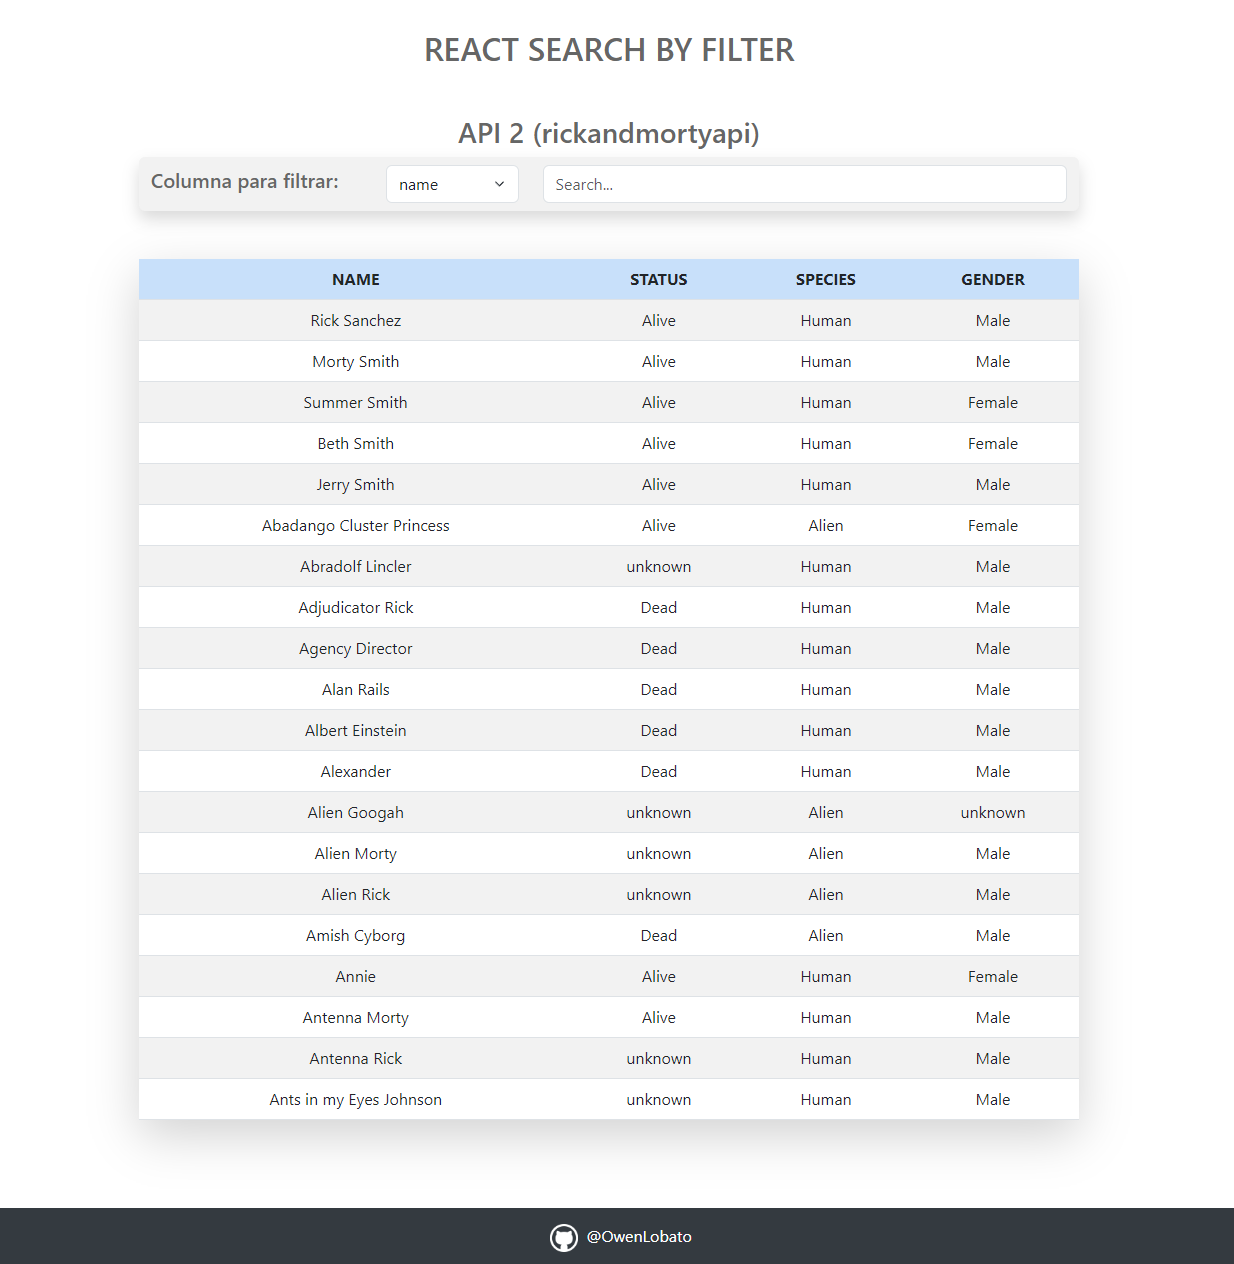 REACT SEARCH BY FILTER
API 2 (rickandmortyapi)
Columna para filtrar: name Search...
NAME STATUS SPECIES GENDER
Rick Sanchez Alive Human Male
Morty Smith Alive Human Male
Summer Smith Alive Human Female
Beth Smith Alive Human Female
Jerry Smith Alive Human Male
Abadango Cluster Princess Alive Alien Female
Abradolf Lincler unknown Human Male
Adjudicator Rick Dead Human Male
Agency Director Dead Human Male
Alan Rails Dead Human Male
Albert Einstein Dead Human Male
Alexander Dead Human Male
Alien Googah unknown Alien unknown
Alien Morty unknown Alien Male
Alien Rick unknown Alien Male
Amish Cyborg Dead Alien Male
Annie Alive Human Female
Antenna Morty Alive Human Male
Antenna Rick unknown Human Male
Ants in my Eyes Johnson unknown Human Male
@OwenLobato